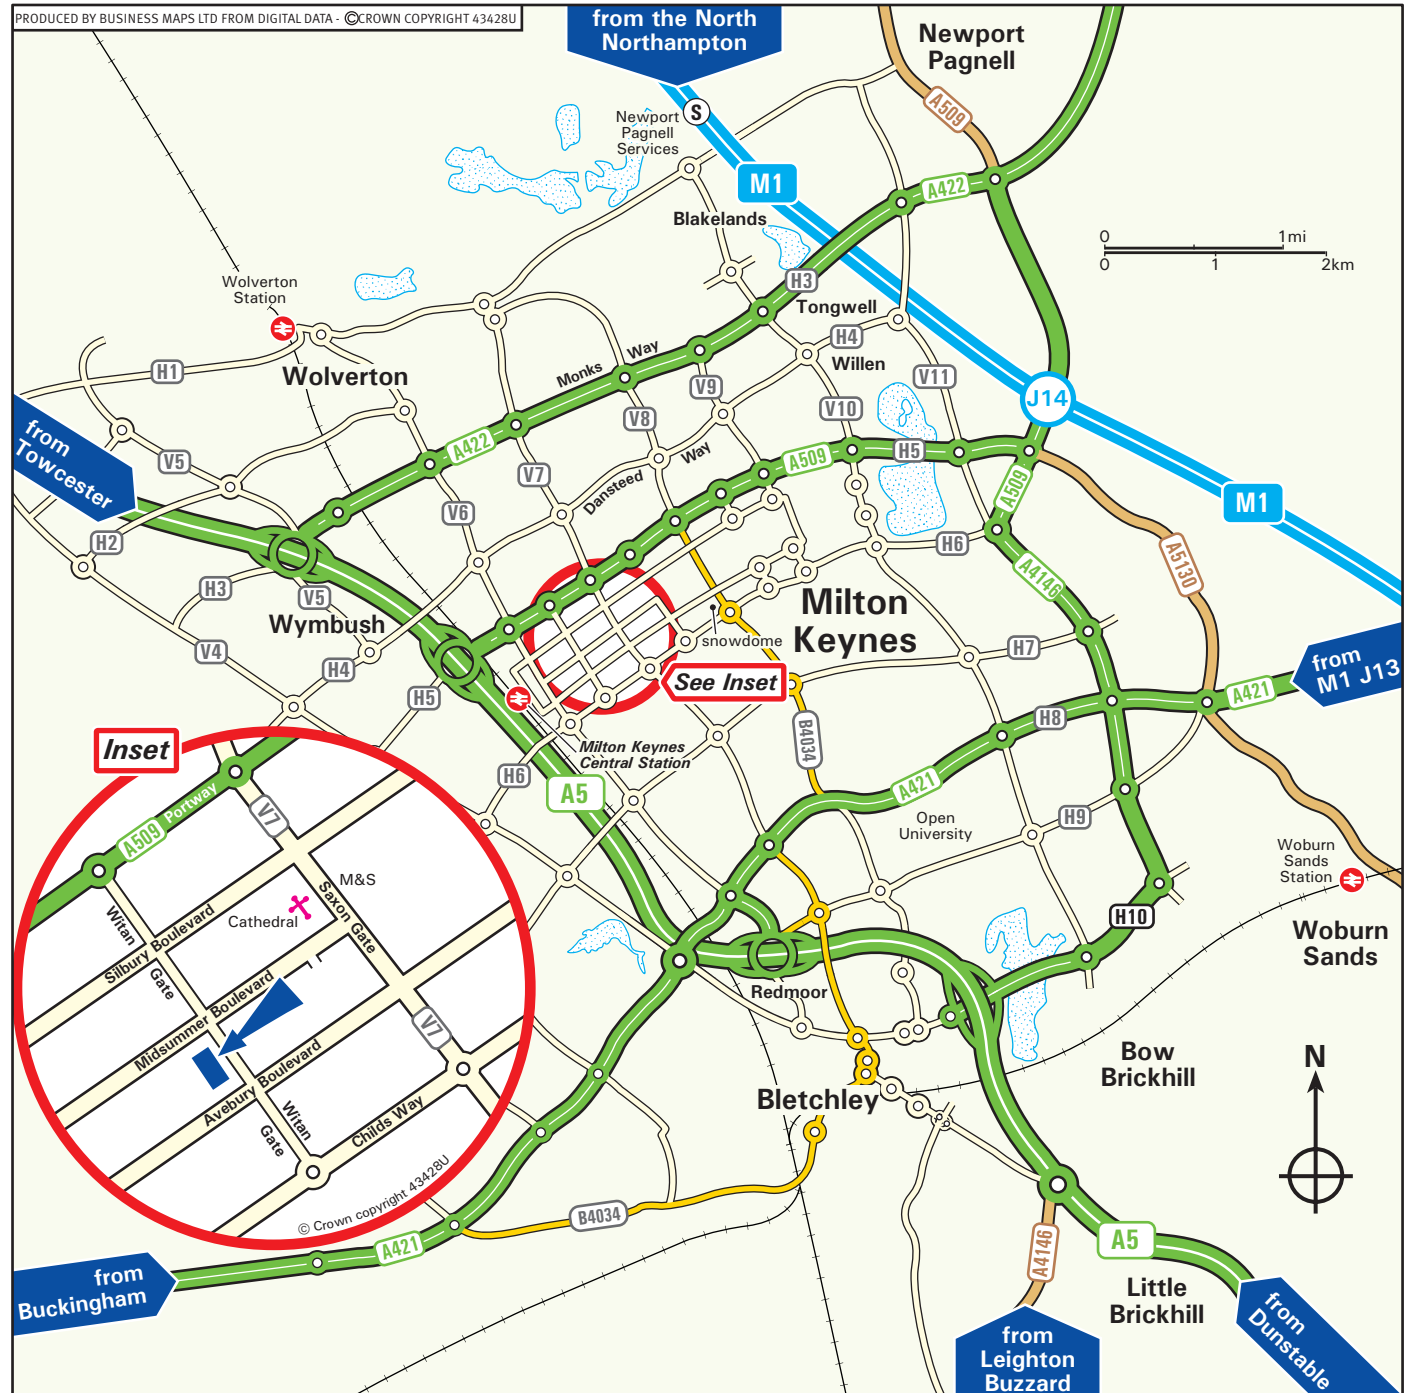 PRODUCED BY BUSINESS MAPS LTD FROM DIGITAL DATA - ©CROWN COPYRIGHT 43428U
from the North
Northampton
Newport
Pagnell
A509
Newport
Pagnell
Services
S
M1
A422
Blakelands
0
1mi
0
1
2km
Wolverton
Station
H3
Tongwell
H4
Willen
Monks Way
H1
Wolverton
V9
V11
J14
V8
V10
from
Towcester
A422
V5
V7
Dansteed Way
A509
H5
A509
M1
V6
H2
H6
A5130
A4146
H3
V5
Wymbush
Milton
Keynes
snowdome
V4
H4
H7
See Inset
from
M1 J13
H5
A421
H8
B4034
Inset
Milton Keynes
Central Station
H6
A5
A421
Open
University
H9
Woburn
Sands
Station
Woburn
Sands
H10
A509 Portway
V7
M&S
Cathedral
Saxon Gate
Witan
Gate
Silbury Boulevard
Midsummer Boulevard
V7
Avebury Boulevard
Witan
Gate
Childs Way
© Crown copyright 43428U
Redmoor
Bow
Brickhill
N
Bletchley
B4034
A421
from
Buckingham
A4146
A5
Little
Brickhill
from
Leighton
Buzzard
from
Dunstable